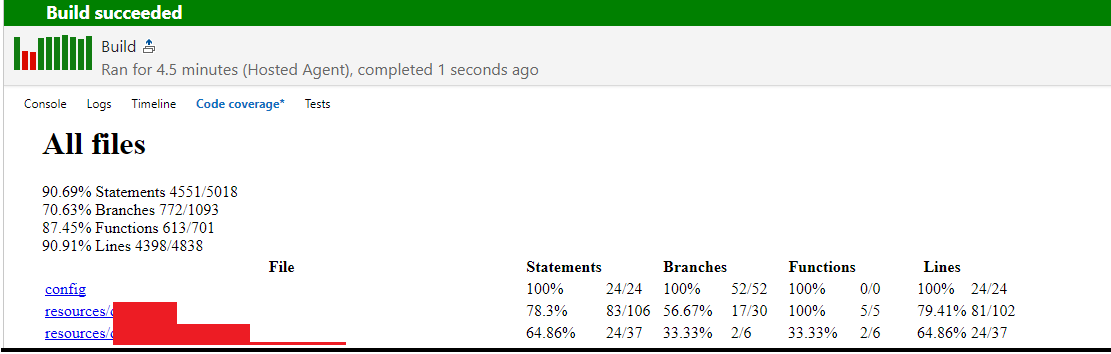 Build succeeded
Build
Ran for 4.5 minutes (Hosted Agent), completed 1 seconds ago
Console Logs Timeline Code coverage* Tests
All files
90.69% Statements 4551/5018
70.63% Branches 772/1093
87.45% Functions 613/701
90.91% Lines 4398/4838
File Statements Branches Functions Lines
config 100% 24/24 100% 52/52 100% 0/0 100% 24/24
resources/ 78.3% 83/106 56.67% 17/30 100% 5/5 79.41% 81/102
resources/ 64.86% 24/37 33.33% 2/6 33.33% 2/6 64.86% 24/37